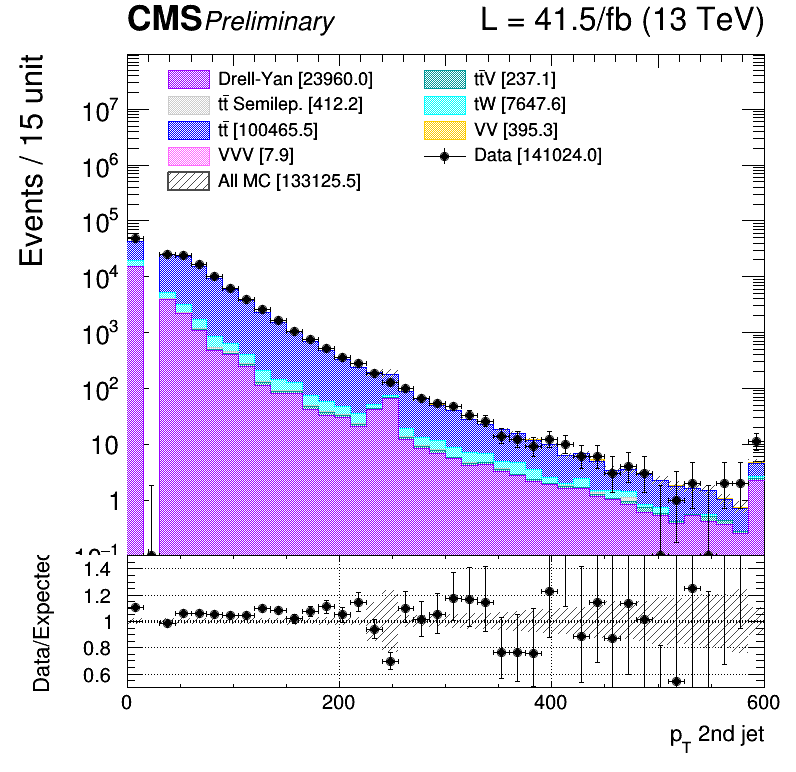 CMS Preliminary L = 41.5/fb (13 TeV)
Events / 15 unit
Drell-Yan [23960.0]
tt̄ Semilep. [412.2]
tt̄ [100465.5]
VVV [7.9]
All MC [133125.5]
tt̄V [237.1]
tW [7647.6]
VV [395.3]
Data [141024.0]
10⁷
10⁶
10⁵
10⁴
10³
10²
10
1
10⁻¹
Data/Expected
1.4
1.2
1
0.8
0.6
0 200 400 600
p_T 2nd jet